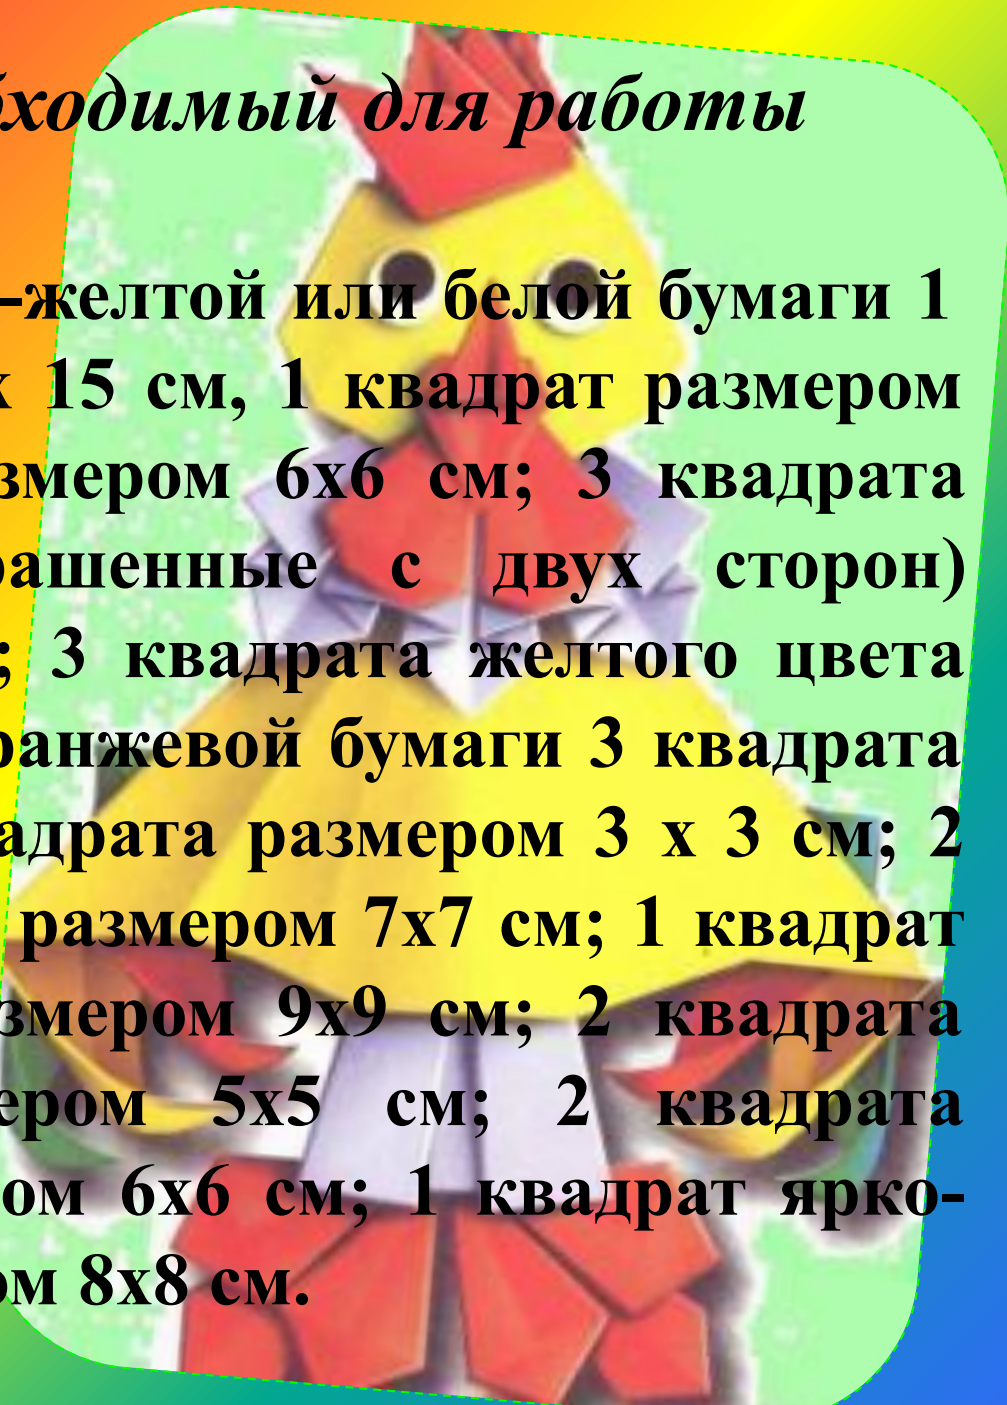 бходимый для работы
-желтой или белой бумаги 1
х 15 см, 1 квадрат размером
змером 6х6 см; 3 квадрата
рашенные с двух сторон)
; 3 квадрата желтого цвета
ранжевой бумаги 3 квадрата
адрата размером 3 х 3 см; 2
размером 7х7 см; 1 квадрат
змером 9х9 см; 2 квадрата
ером 5х5 см; 2 квадрата
ом 6х6 см; 1 квадрат ярко-
ом 8х8 см.